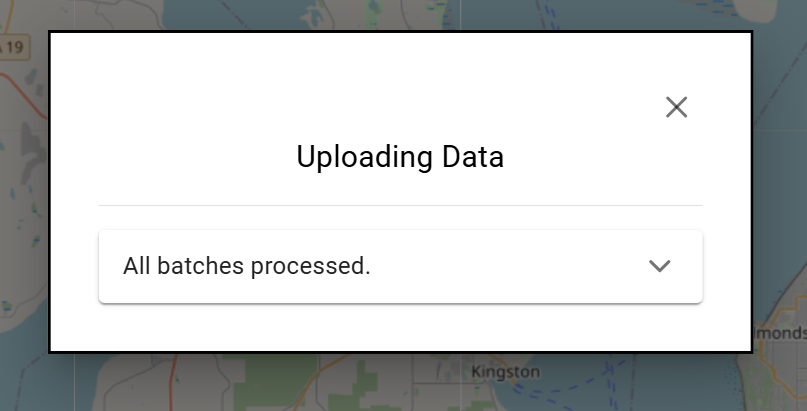 19
Uploading Data
All batches processed.
monds
Kingston